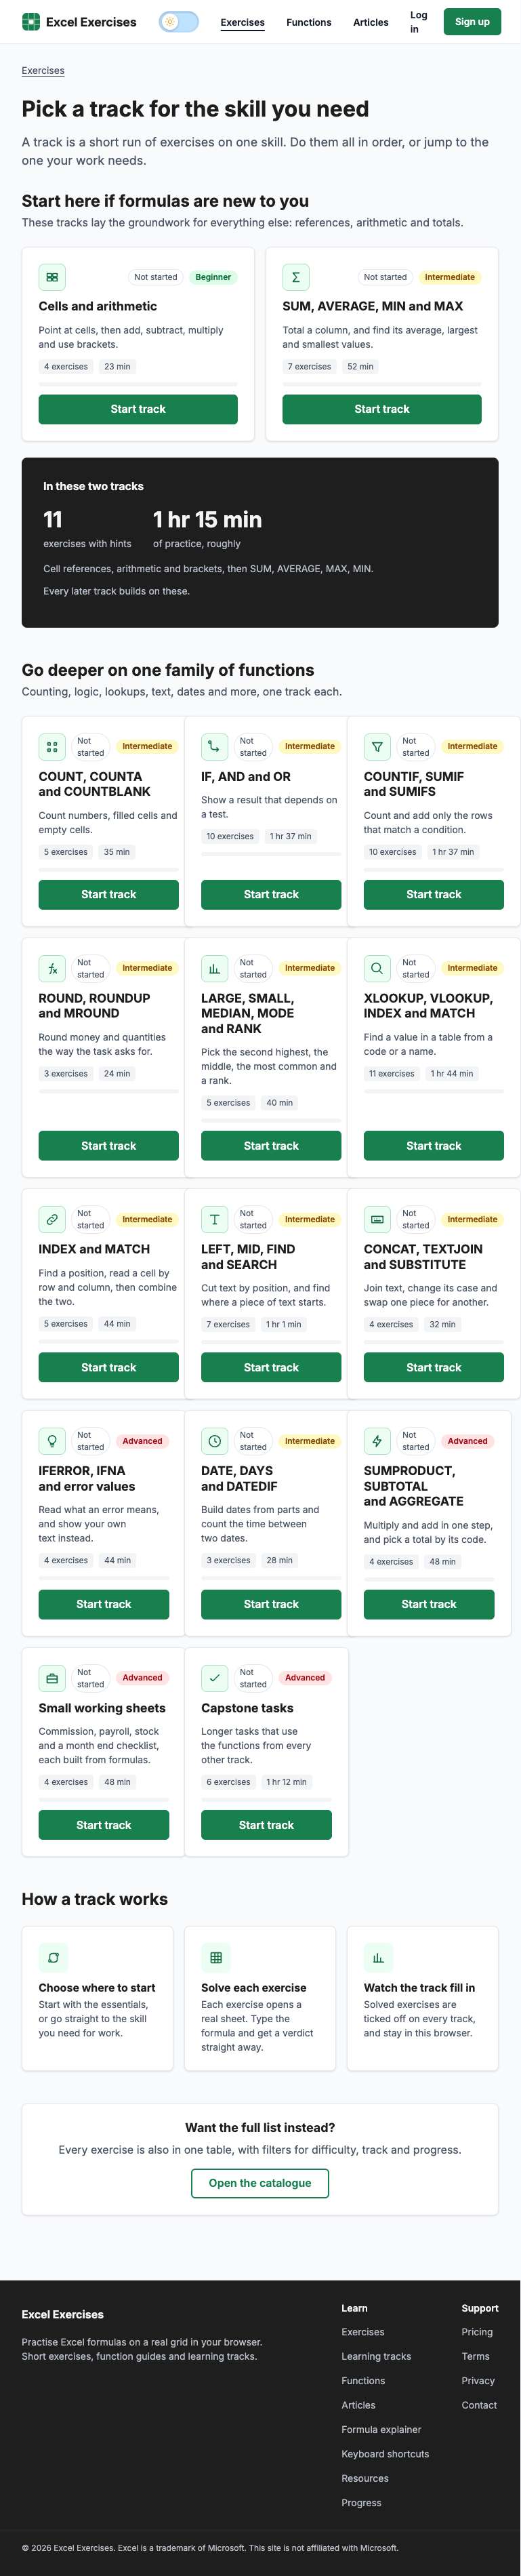 Excel Exercises
Exercises
Functions
Articles
Log
in
Sign up
Exercises
Pick a track for the skill you need
A track is a short run of exercises on one skill. Do them all in order, or jump to the
one your work needs.
Start here if formulas are new to you
These tracks lay the groundwork for everything else: references, arithmetic and totals.
Not started
Beginner
Cells and arithmetic
Point at cells, then add, subtract, multiply
and use brackets.
4 exercises
23 min
Start track
Not started
Intermediate
SUM, AVERAGE, MIN and MAX
Total a column, and find its average, largest
and smallest values.
7 exercises
52 min
Start track
In these two tracks
11
exercises with hints
1 hr 15 min
of practice, roughly
Cell references, arithmetic and brackets, then SUM, AVERAGE, MAX, MIN.
Every later track builds on these.
Go deeper on one family of functions
Counting, logic, lookups, text, dates and more, one track each.
Not
started
Intermediate
COUNT, COUNTA
and COUNTBLANK
Count numbers, filled cells and
empty cells.
5 exercises
35 min
Start track
Not
started
Intermediate
IF, AND and OR
Show a result that depends on
a test.
10 exercises
1 hr 37 min
Start track
Not
started
Intermediate
COUNTIF, SUMIF
and SUMIFS
Count and add only the rows
that match a condition.
10 exercises
1 hr 37 min
Start track
Not
started
Intermediate
ROUND, ROUNDUP
and MROUND
Round money and quantities
the way the task asks for.
3 exercises
24 min
Start track
Not
started
Intermediate
LARGE, SMALL,
MEDIAN, MODE
and RANK
Pick the second highest, the
middle, the most common and
a rank.
5 exercises
40 min
Start track
Not
started
Intermediate
XLOOKUP, VLOOKUP,
INDEX and MATCH
Find a value in a table from a
code or a name.
11 exercises
1 hr 44 min
Start track
Not
started
Intermediate
INDEX and MATCH
Find a position, read a cell by
row and column, then combine
the two.
5 exercises
44 min
Start track
Not
started
Intermediate
LEFT, MID, FIND
and SEARCH
Cut text by position, and find
where a piece of text starts.
7 exercises
1 hr 1 min
Start track
Not
started
Intermediate
CONCAT, TEXTJOIN
and SUBSTITUTE
Join text, change its case and
swap one piece for another.
4 exercises
32 min
Start track
Not
started
Advanced
IFERROR, IFNA
and error values
Read what an error means,
and show your own
text instead.
4 exercises
44 min
Start track
Not
started
Intermediate
DATE, DAYS
and DATEDIF
Build dates from parts and
count the time between
two dates.
3 exercises
28 min
Start track
Not
started
Advanced
SUMPRODUCT,
SUBTOTAL
and AGGREGATE
Multiply and add in one step,
and pick a total by its code.
4 exercises
48 min
Start track
Not
started
Advanced
Small working sheets
Commission, payroll, stock
and a month end checklist,
each built from formulas.
4 exercises
48 min
Start track
Not
started
Advanced
Capstone tasks
Longer tasks that use
the functions from every
other track.
6 exercises
1 hr 12 min
Start track
How a track works
Choose where to start
Start with the essentials,
or go straight to the skill
you need for work.
Solve each exercise
Each exercise opens a
real sheet. Type the
formula and get a verdict
straight away.
Watch the track fill in
Solved exercises are
ticked off on every track,
and stay in this browser.
Want the full list instead?
Every exercise is also in one table, with filters for difficulty, track and progress.
Open the catalogue
Excel Exercises
Practise Excel formulas on a real grid in your browser.
Short exercises, function guides and learning tracks.
Learn
Exercises
Learning tracks
Functions
Articles
Formula explainer
Keyboard shortcuts
Resources
Progress
Support
Pricing
Terms
Privacy
Contact
© 2026 Excel Exercises. Excel is a trademark of Microsoft. This site is not affiliated with Microsoft.